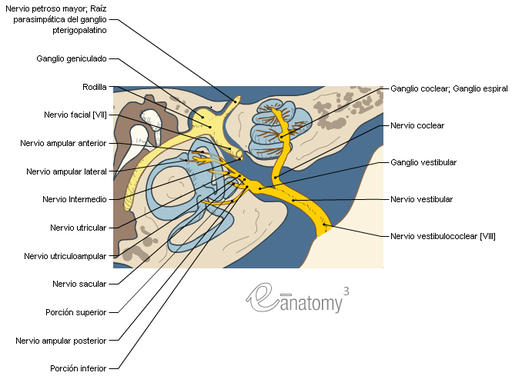 Nervio petroso mayor; Raíz
parasimpática del ganglio
pterigopalatino
Ganglio geniculado
Rodilla
Nervio facial [VII]
Nervio ampular anterior
Nervio ampular lateral
Nervio Intermedio
Nervio utricular
Nervio utriculoampular
Nervio sacular
Porción superior
Nervio ampular posterior
Porción inferior
Ganglio coclear; Ganglio espiral
Nervio coclear
Ganglio vestibular
Nervio vestibular
Nervio vestibulococlear [VIII]
e-anatomy 3